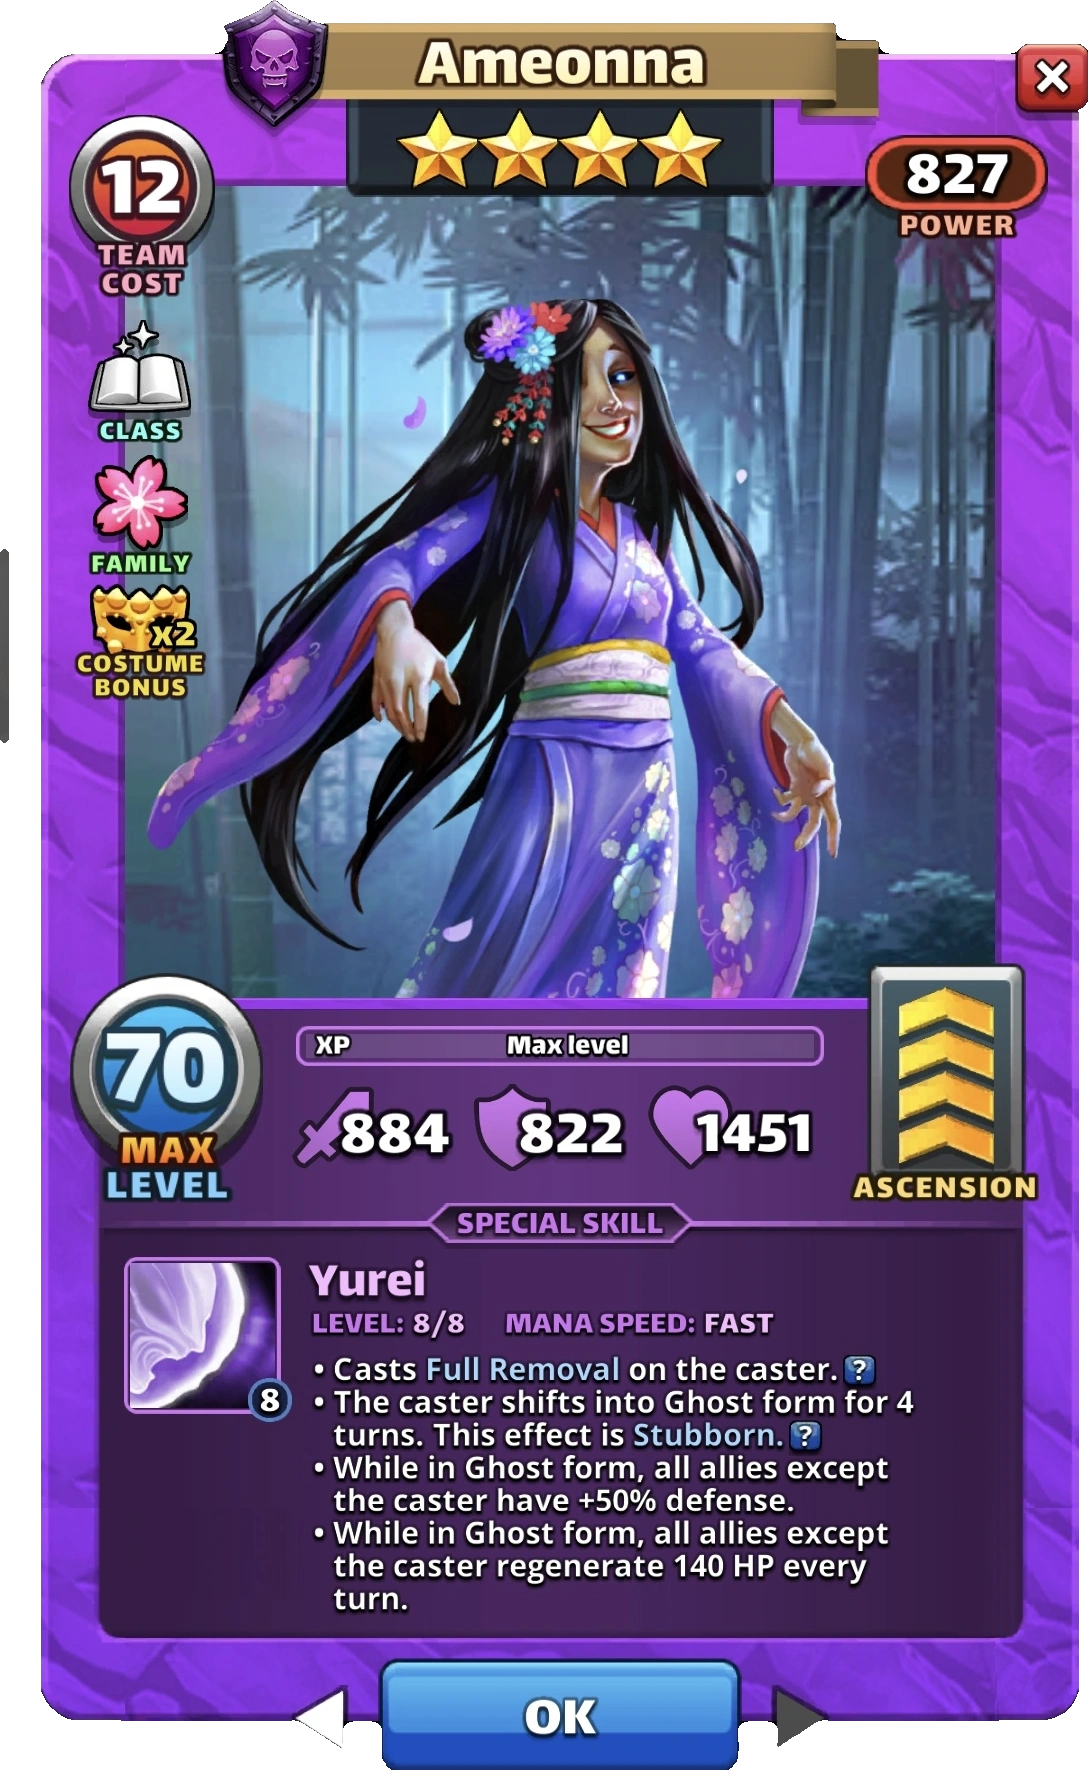 Ameonna
12
TEAM
COST
827
POWER
CLASS
FAMILY
x2
COSTUME
BONUS
70
MAX
LEVEL
XP Max level
884 822 1451
ASCENSION
SPECIAL SKILL
8
Yurei
LEVEL: 8/8 MANA SPEED: FAST
• Casts Full Removal on the caster. ?
• The caster shifts into Ghost form for 4
turns. This effect is Stubborn. ?
• While in Ghost form, all allies except
the caster have +50% defense.
• While in Ghost form, all allies except
the caster regenerate 140 HP every
turn.
OK